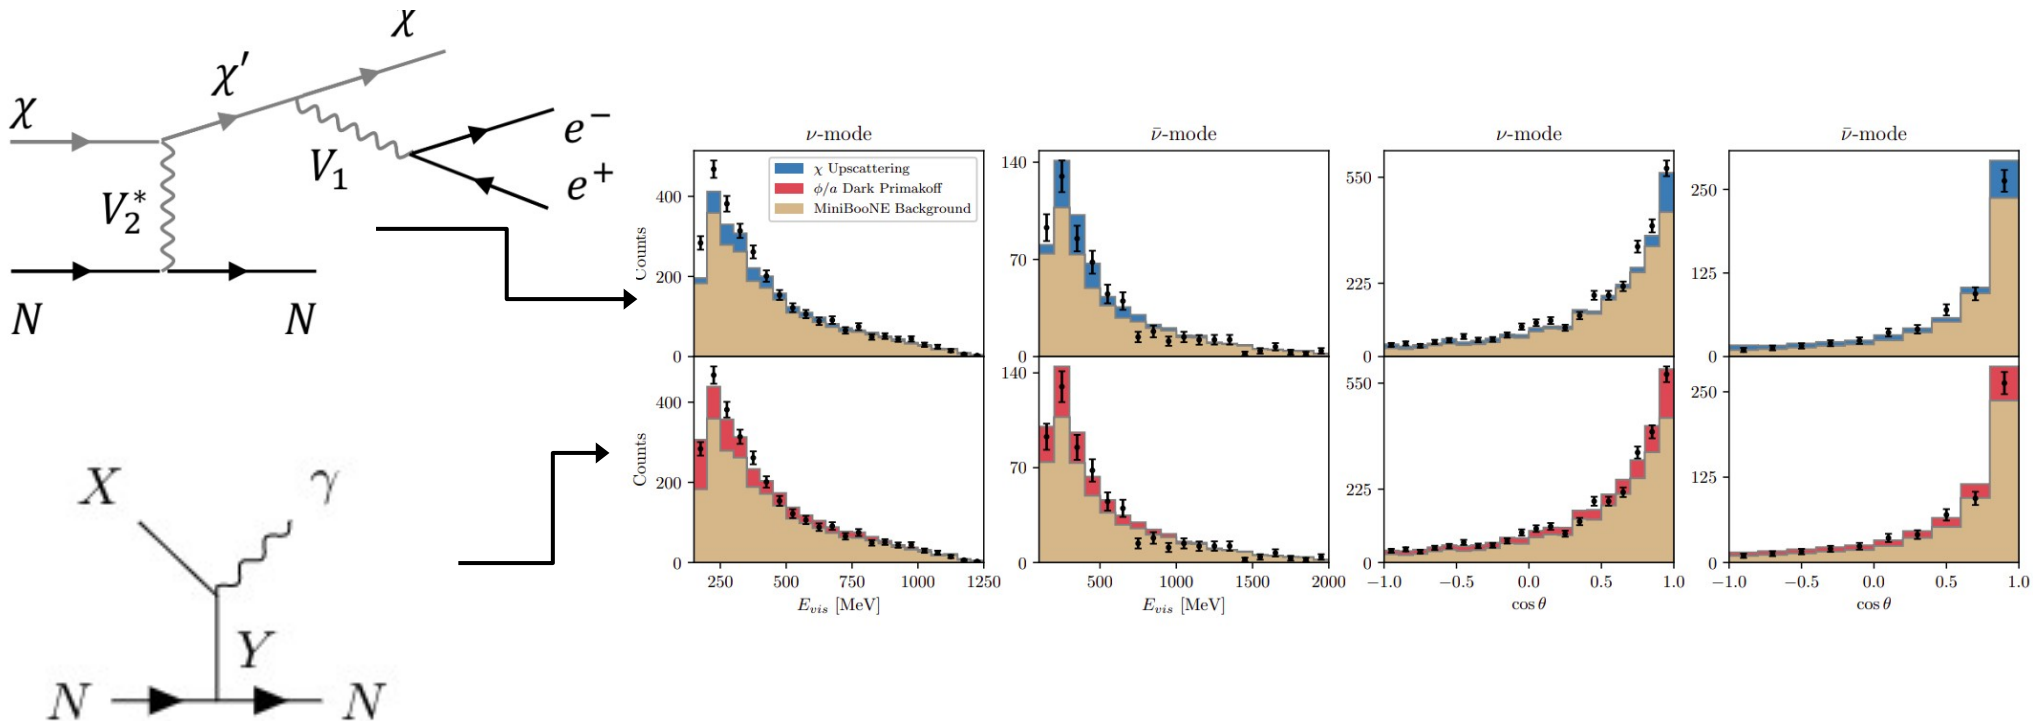 χ
χ′
χ
V₂*
V₁
e⁻
e⁺
N
N
X
γ
Y
N
N
ν-mode
ν̄-mode
ν-mode
ν̄-mode
χ Upscattering
φ/a Dark Primakoff
MiniBooNE Background
Counts
400
200
0
140
70
0
550
225
0
250
125
0
Counts
400
200
0
140
70
0
550
225
0
250
125
0
250
500
750
1000
1250
E_vis [MeV]
500
1000
1500
2000
E_vis [MeV]
−1.0
−0.5
0.0
0.5
1.0
cos θ
−1.0
−0.5
0.0
0.5
1.0
cos θ